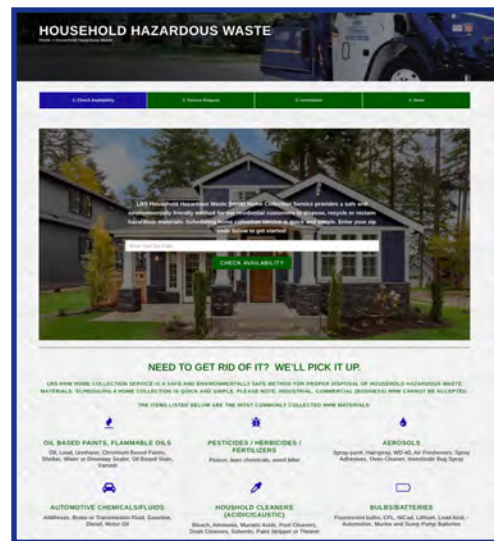 HOUSEHOLD HAZARDOUS WASTE
Home > Household Hazardous Waste
1: Check Availability
2: Service Request
3: Information
4: Items
LRS Household Hazardous Waste (HHW) Home Collection Service provides a safe and
environmentally friendly method for our residential customers to dispose, recycle or reclaim
hazardous materials. Scheduling home collection service is quick and simple. Enter your zip
code below to get started!
Enter Your Zip Code
CHECK AVAILABILITY
NEED TO GET RID OF IT? WE'LL PICK IT UP.
LRS HHW HOME COLLECTION SERVICE IS A SAFE AND ENVIRONMENTALLY SAFE METHOD FOR PROPER DISPOSAL OF HOUSEHOLD HAZARDOUS WASTE
MATERIALS. SCHEDULING A HOME COLLECTION IS QUICK AND SIMPLE. PLEASE NOTE, INDUSTRIAL, COMMERCIAL (BUSINESS) HHW CANNOT BE ACCEPTED.
THE ITEMS LISTED BELOW ARE THE MOST COMMONLY COLLECTED HHW MATERIALS:
OIL BASED PAINTS, FLAMMABLE OILS
Oil, Lead, Urethane, Chromium Based Paints,
Shellac, Water or Driveway Sealer, Oil Based Stain,
Varnish
PESTICIDES / HERBICIDES /
FERTILIZERS
Poison, lawn chemicals, weed killer
AEROSOLS
Spray paint, Hairspray, WD-40, Air Fresheners, Spray
Adhesives, Oven Cleaner, Insecticide Bug Spray
AUTOMOTIVE CHEMICALS/FLUIDS
Antifreeze, Brake or Transmission Fluid, Gasoline,
Diesel, Motor Oil
HOUSHOLD CLEANERS
(ACIDIC/CAUSTIC)
Bleach, Ammonia, Muriatic Acids, Pool Cleaners,
Drain Cleaners, Solvents, Paint Stripper or Thinner
BULBS/BATTERIES
Fluorescent bulbs, CFL, NiCad, Lithium, Lead Acid, -
Automotive, Marine and Sump Pump Batteries